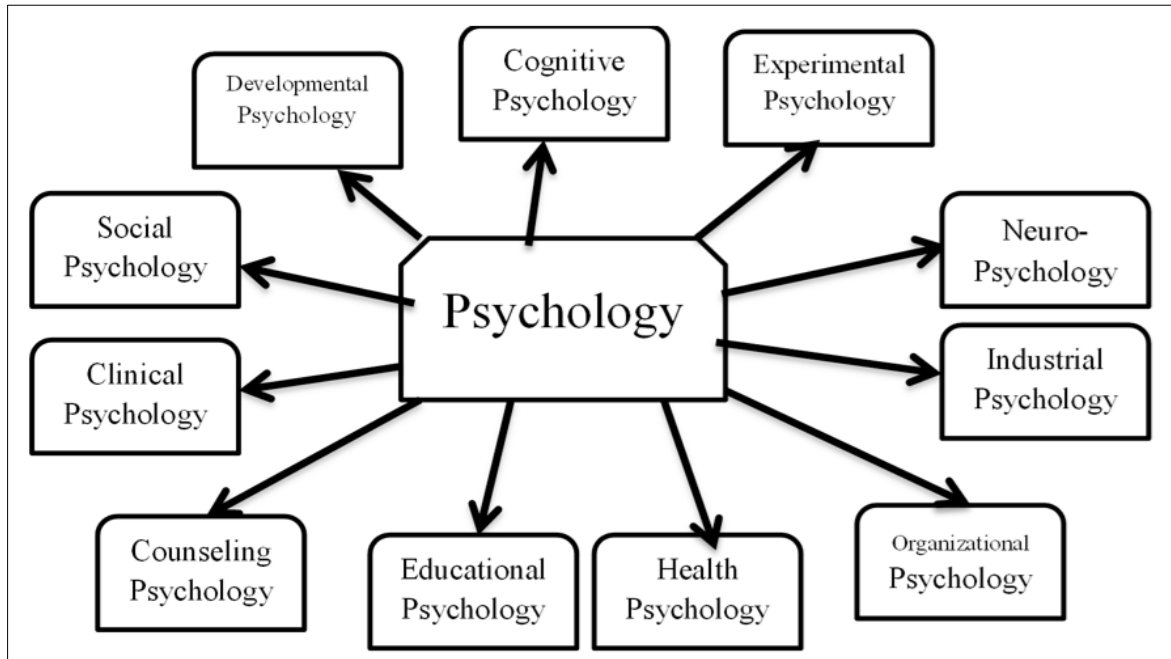 Developmental
Psychology
Cognitive
Psychology
Experimental
Psychology
Social
Psychology
Psychology
Neuro-
Psychology
Clinical
Psychology
Industrial
Psychology
Counseling
Psychology
Educational
Psychology
Health
Psychology
Organizational
Psychology